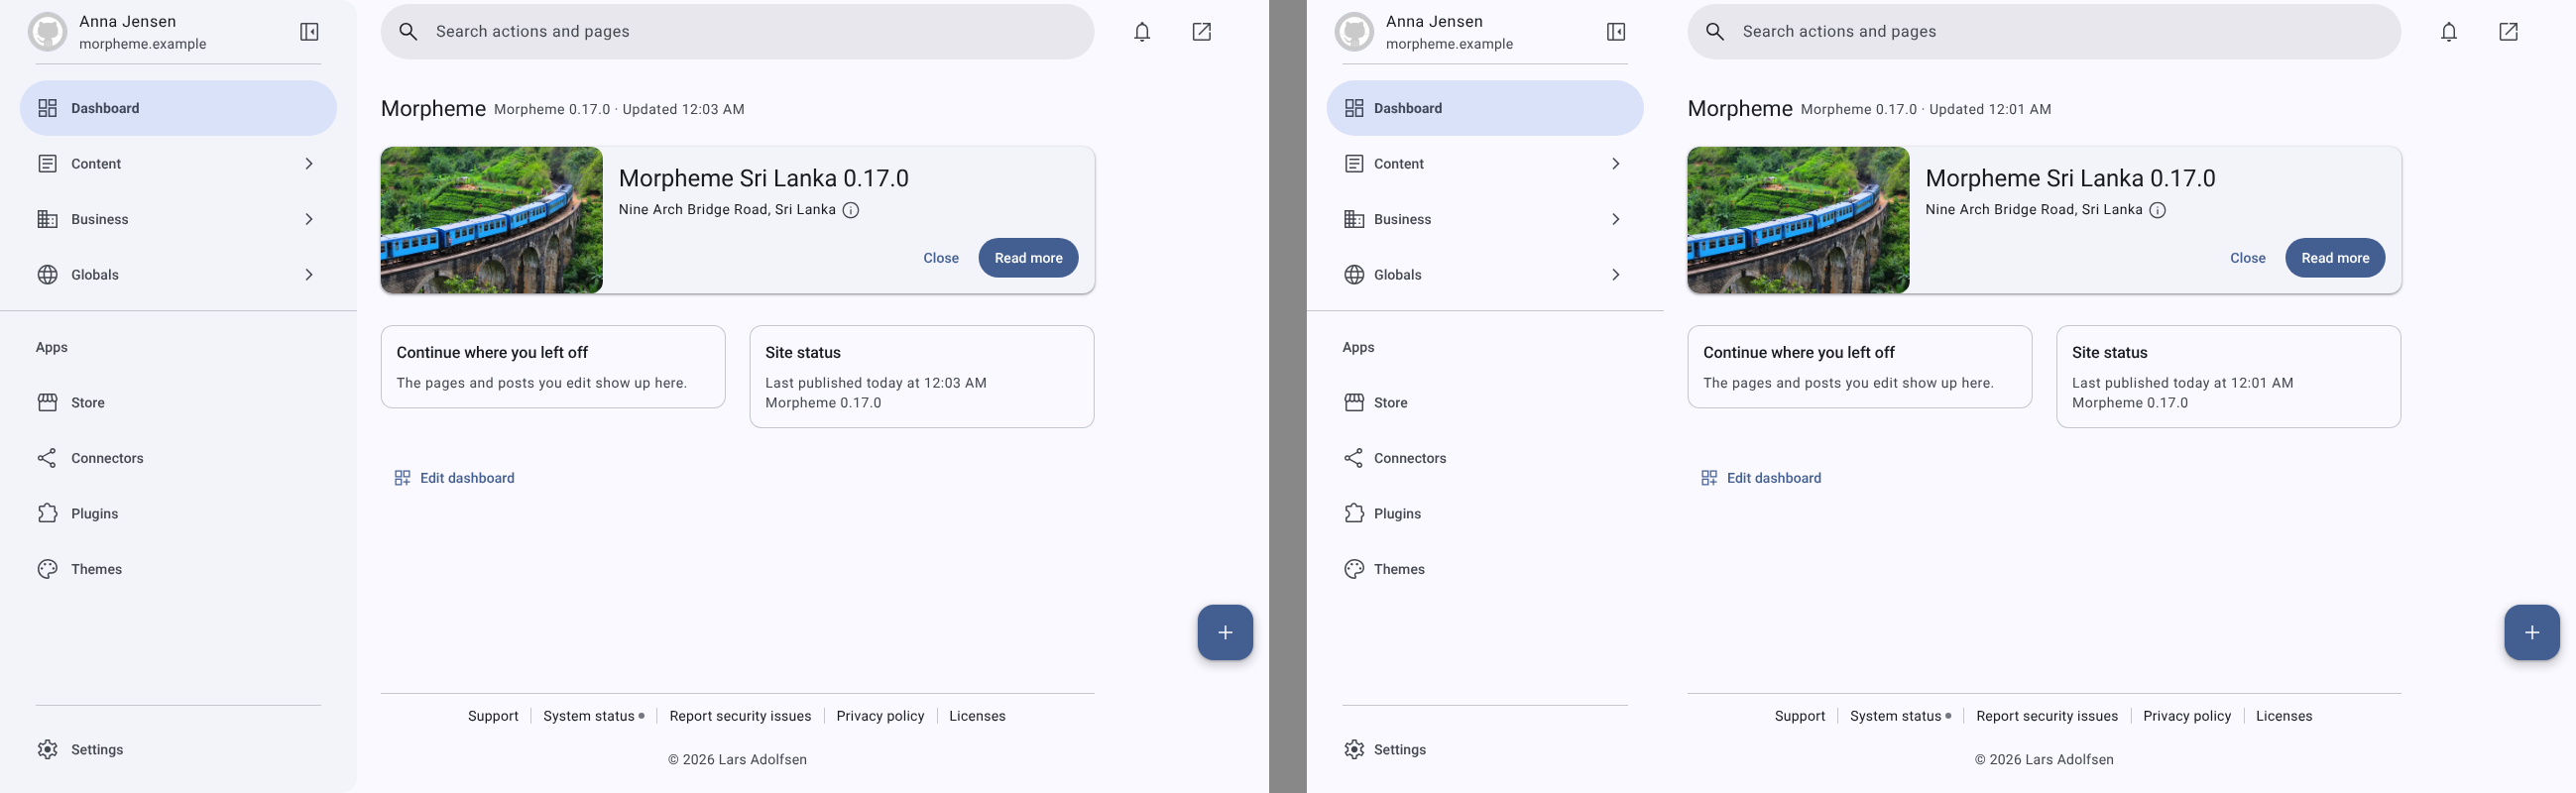 Anna Jensen
morpheme.example
Search actions and pages
Dashboard
Content
Business
Globals
Apps
Store
Connectors
Plugins
Themes
Settings
Morpheme Morpheme 0.17.0 · Updated 12:03 AM
Morpheme Sri Lanka 0.17.0
Nine Arch Bridge Road, Sri Lanka
Close Read more
Continue where you left off
The pages and posts you edit show up here.
Site status
Last published today at 12:03 AM
Morpheme 0.17.0
Edit dashboard
Support System status Report security issues Privacy policy Licenses
© 2026 Lars Adolfsen
Anna Jensen
morpheme.example
Search actions and pages
Dashboard
Content
Business
Globals
Apps
Store
Connectors
Plugins
Themes
Settings
Morpheme Morpheme 0.17.0 · Updated 12:01 AM
Morpheme Sri Lanka 0.17.0
Nine Arch Bridge Road, Sri Lanka
Close Read more
Continue where you left off
The pages and posts you edit show up here.
Site status
Last published today at 12:01 AM
Morpheme 0.17.0
Edit dashboard
Support System status Report security issues Privacy policy Licenses
© 2026 Lars Adolfsen